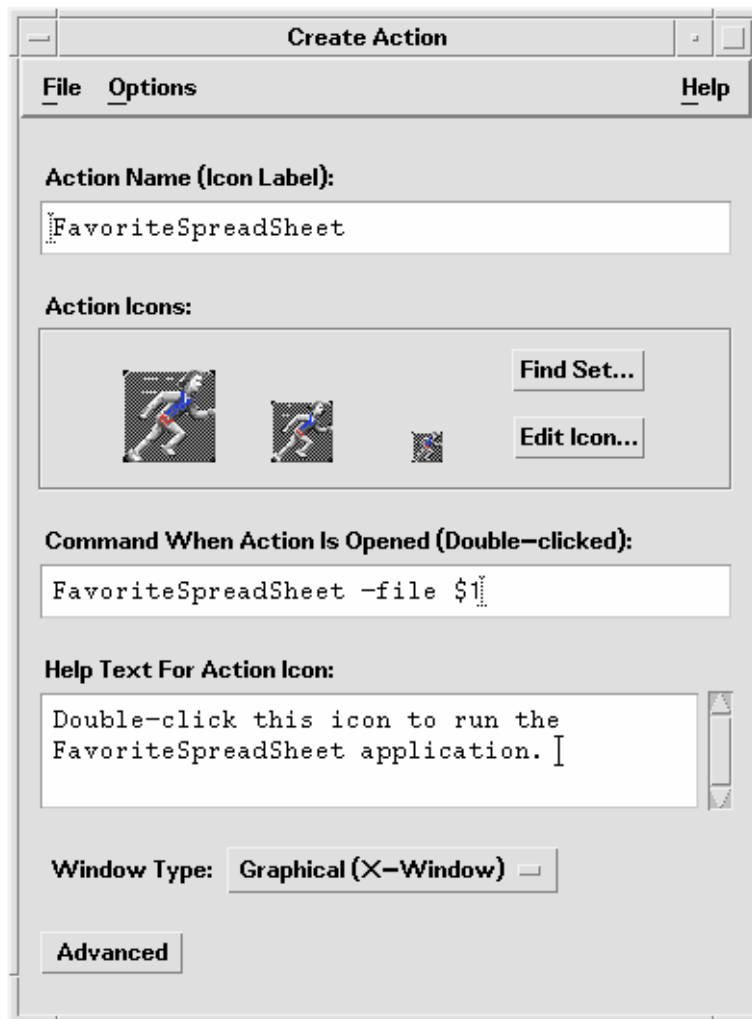 Create Action
File Options Help
Action Name (Icon Label):
FavoriteSpreadSheet
Action Icons:
Find Set...
Edit Icon...
Command When Action Is Opened (Double-clicked):
FavoriteSpreadSheet -file $1
Help Text For Action Icon:
Double-click this icon to run the
FavoriteSpreadSheet application.
Window Type: Graphical (X-Window)
Advanced